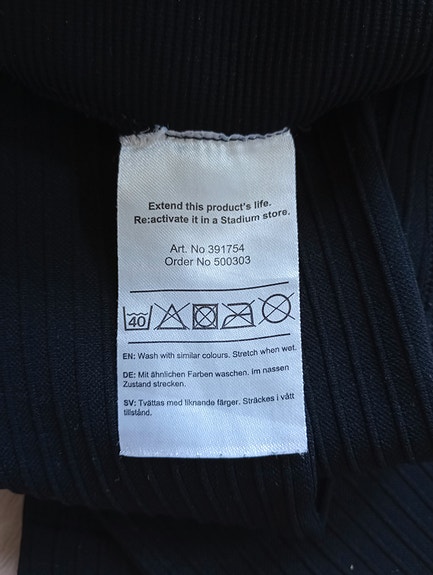 Extend this product's life.
Re:activate it in a Stadium store.
Art. No 391754
Order No 500303
40
EN: Wash with similar colours. Stretch when wet.
DE: Mit ähnlichen Farben waschen. Im nassen
Zustand strecken.
SV: Tvättas med liknande färger. Sträckes i vått
tillstånd.